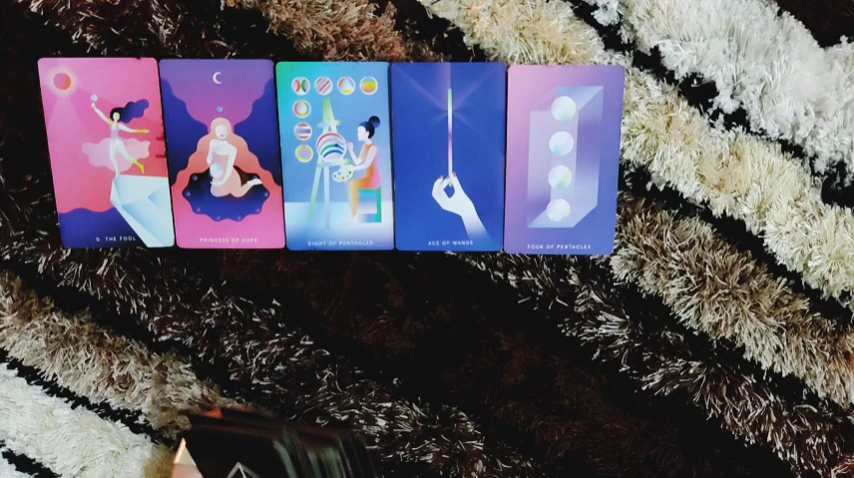 0. THE FOOL
PRINCESS OF CUPS
EIGHT OF PENTACLES
ACE OF WANDS
FOUR OF PENTACLES